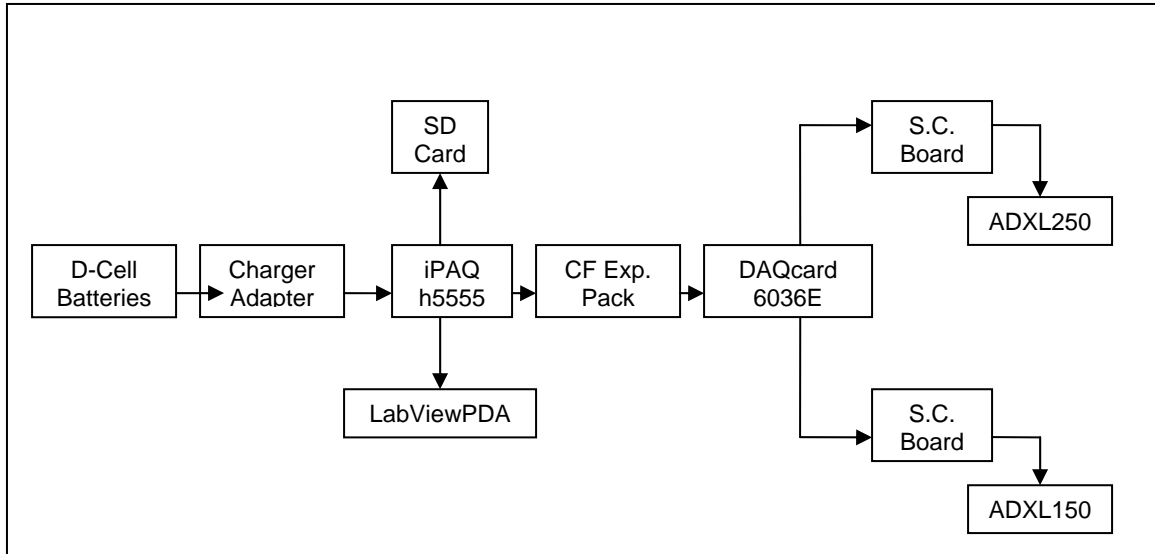 SD
Card
S.C.
Board
ADXL250
D-Cell
Batteries
Charger
Adapter
iPAQ
h5555
CF Exp.
Pack
DAQcard
6036E
LabViewPDA
S.C.
Board
ADXL150